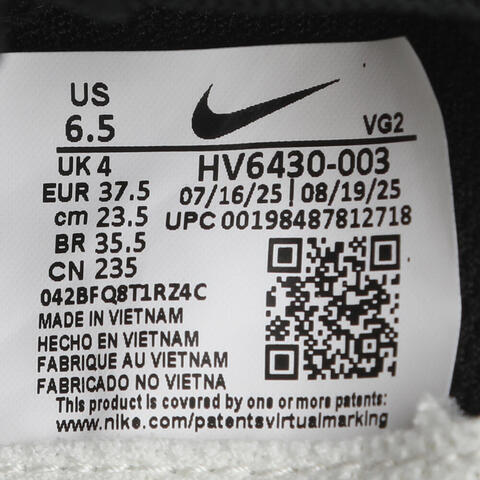 US
6.5
VG2
UK 4
HV6430-003
EUR 37.5
07/16/25 | 08/19/25
cm 23.5
UPC 00198487812718
BR 35.5
CN 235
042BFQ8T1RZ4C
MADE IN VIETNAM
HECHO EN VIETNAM
FABRIQUE AU VIETNAM
FABRICADO NO VIETNA
This product is covered by one or more patents:
www.nike.com/patentsvirtualmarking